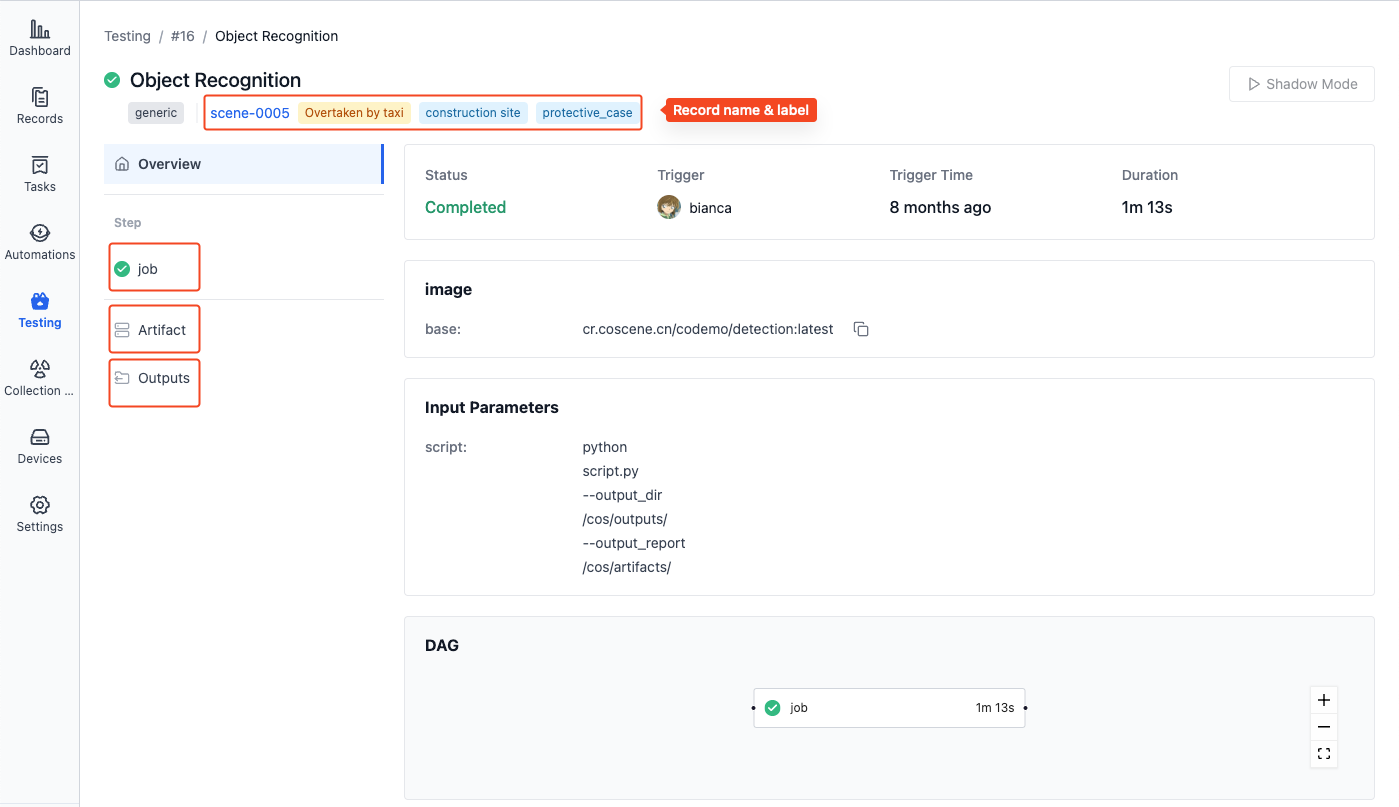 Dashboard
Records
Tasks
Automations
Testing
Collection ...
Devices
Settings
Testing / #16 / Object Recognition
Object Recognition
Shadow Mode
generic
scene-0005 Overtaken by taxi construction site protective_case
Record name & label
Overview
Step
job
Artifact
Outputs
Status Trigger Trigger Time Duration
Completed bianca 8 months ago 1m 13s
image
base: cr.coscene.cn/codemo/detection:latest
Input Parameters
script: python
script.py
--output_dir
/cos/outputs/
--output_report
/cos/artifacts/
DAG
job 1m 13s